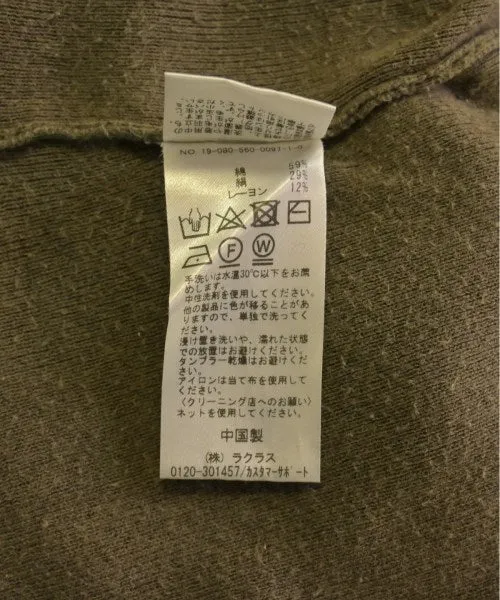 NO 19-080-550-0091-1-0
綿 69%
絹 29%
レーヨン 12%
F W
手洗いは水温30℃以下をお薦
めします。
中性洗剤を使用してください。
他の製品に色が移ることがあ
りますので、単独で洗ってく
ださい。
浸け置き洗いや、濡れた状態
での放置はお避けください。
タンブラー乾燥はお避けくだ
さい。
アイロンは当て布を使用して
ください。
〈クリーニング店へのお願い〉
ネットを使用してください。
中国製
(株) ラクラス
0120-301457/カスタマーサポート